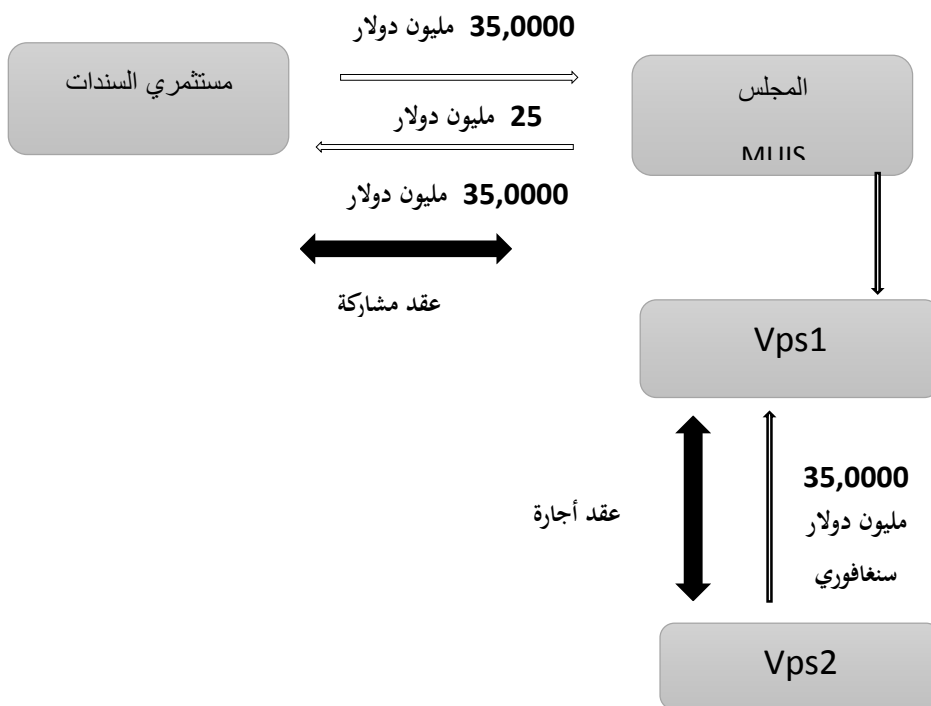 35,0000 مليون دولار
مستثمري السندات
المجلس
MUIS
25 مليون دولار
35,0000 مليون دولار
عقد مشاركة
Vps1
عقد أجارة
35,0000
مليون دولار
سنغافوري
Vps2